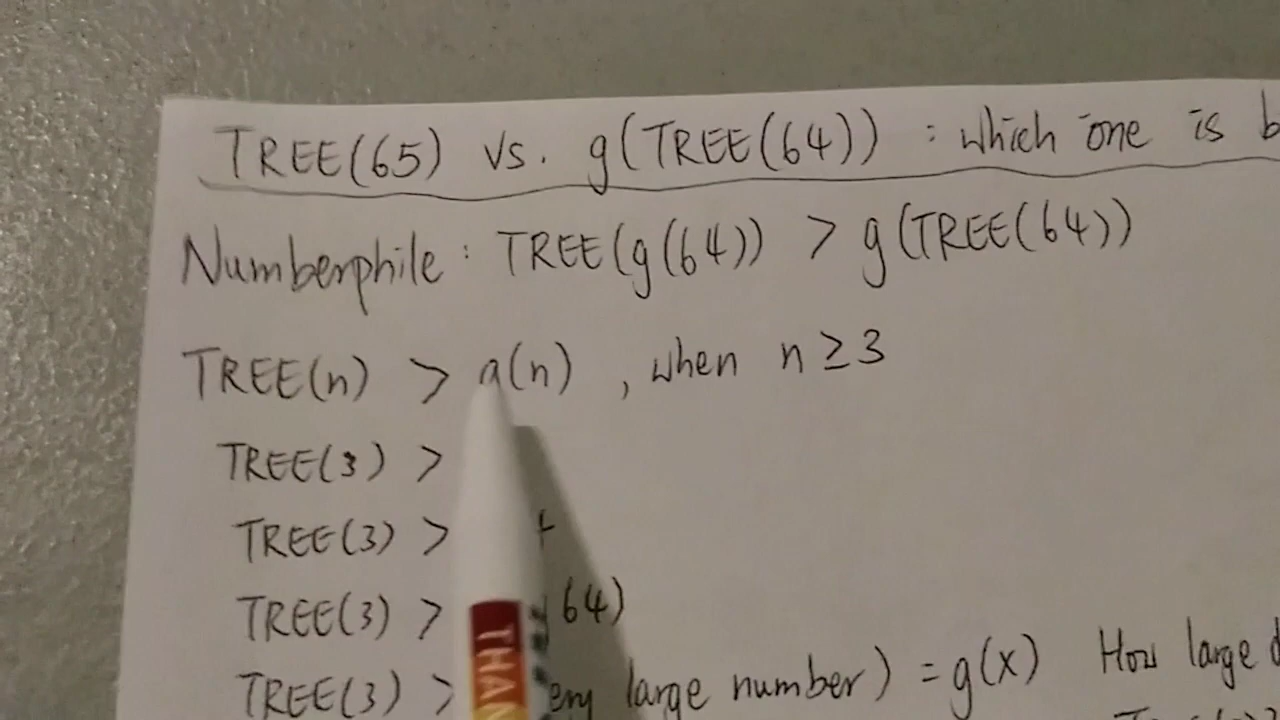 TREE(65) vs. g(TREE(64)) : which one is
Numberphile : TREE(g(64)) > g(TREE(64))
TREE(n) > g(n) , when n ≥ 3
TREE(3) >
TREE(3) >
TREE(3) > 64)
TREE(3) > large number) = g(x) How large
THAN